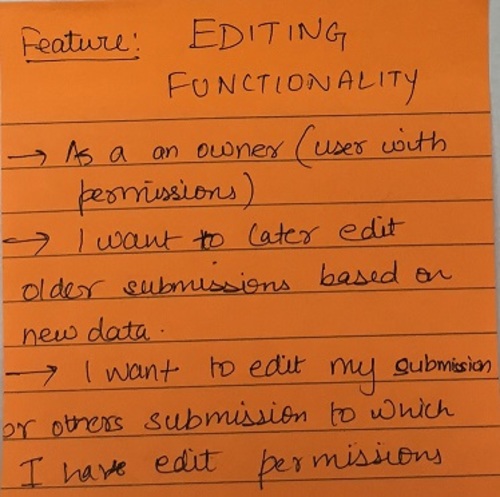 Feature: EDITING
FUNCTIONALITY
→ As a an owner (user with
permissions)
→ I want to later edit
older submissions based on
new data.
→ I want to edit my submission
or others submission to which
I have edit permissions